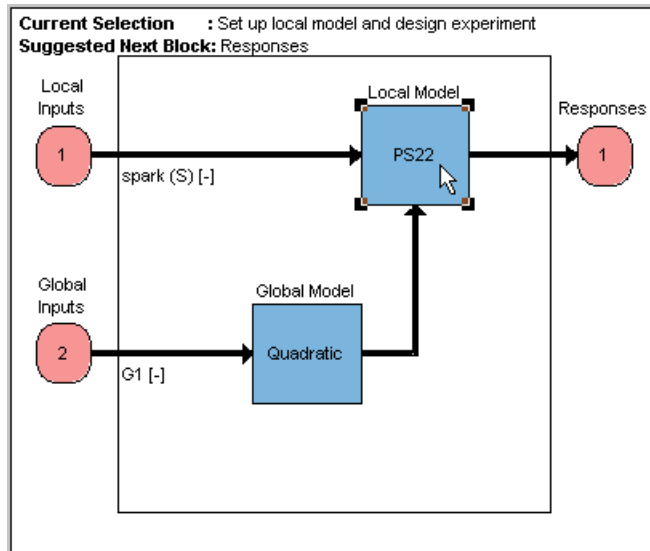 Current Selection : Set up local model and design experiment
Suggested Next Block: Responses
Local
Inputs
Local Model
Responses
1
PS22
1
spark (S) [-]
Global
Inputs
Global Model
2
Quadratic
G1 [-]